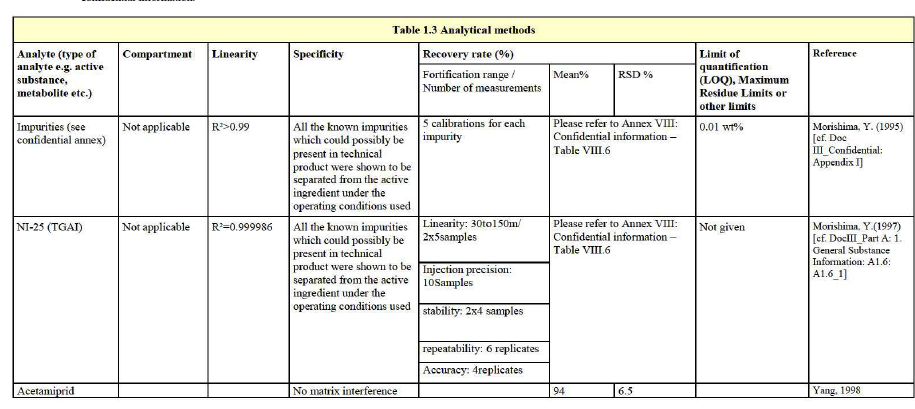 confidential information.
Table 1.3 Analytical methods
Analyte (type of
analyte e.g. active
substance,
metabolite etc.)
Compartment
Linearity
Specificity
Recovery rate (%)
Fortification range /
Number of measurements
Mean%
RSD %
Limit of
quantification
(LOQ), Maximum
Residue Limits or
other limits
Reference
Impurities (see
confidential annex)
Not applicable
R²>0.99
All the known impurities
which could possibly be
present in technical
product were shown to be
separated from the active
ingredient under the
operating conditions used
5 calibrations for each
impurity
Please refer to Annex VIII:
Confidential information –
Table VIII.6
0.01 wt%
Morishima, Y. (1995)
[cf. Doc
III_Confidential:
Appendix I]
NI-25 (TGAI)
Not applicable
R²=0.999986
All the known impurities
which could possibly be
present in technical
product were shown to be
separated from the active
ingredient under the
operating conditions used
Linearity: 30to150m/
2x5samples
Injection precision:
10Samples
stability: 2x4 samples
repeatability: 6 replicates
Accuracy: 4replicates
Please refer to Annex VIII:
Confidential information –
Table VIII.6
Not given
Morishima, Y.(1997)
[cf. DocIII_Part A: 1.
General Substance
Information: A1.6:
A1.6_1]
Acetamiprid
No matrix interference
94
6.5
Yang, 1998